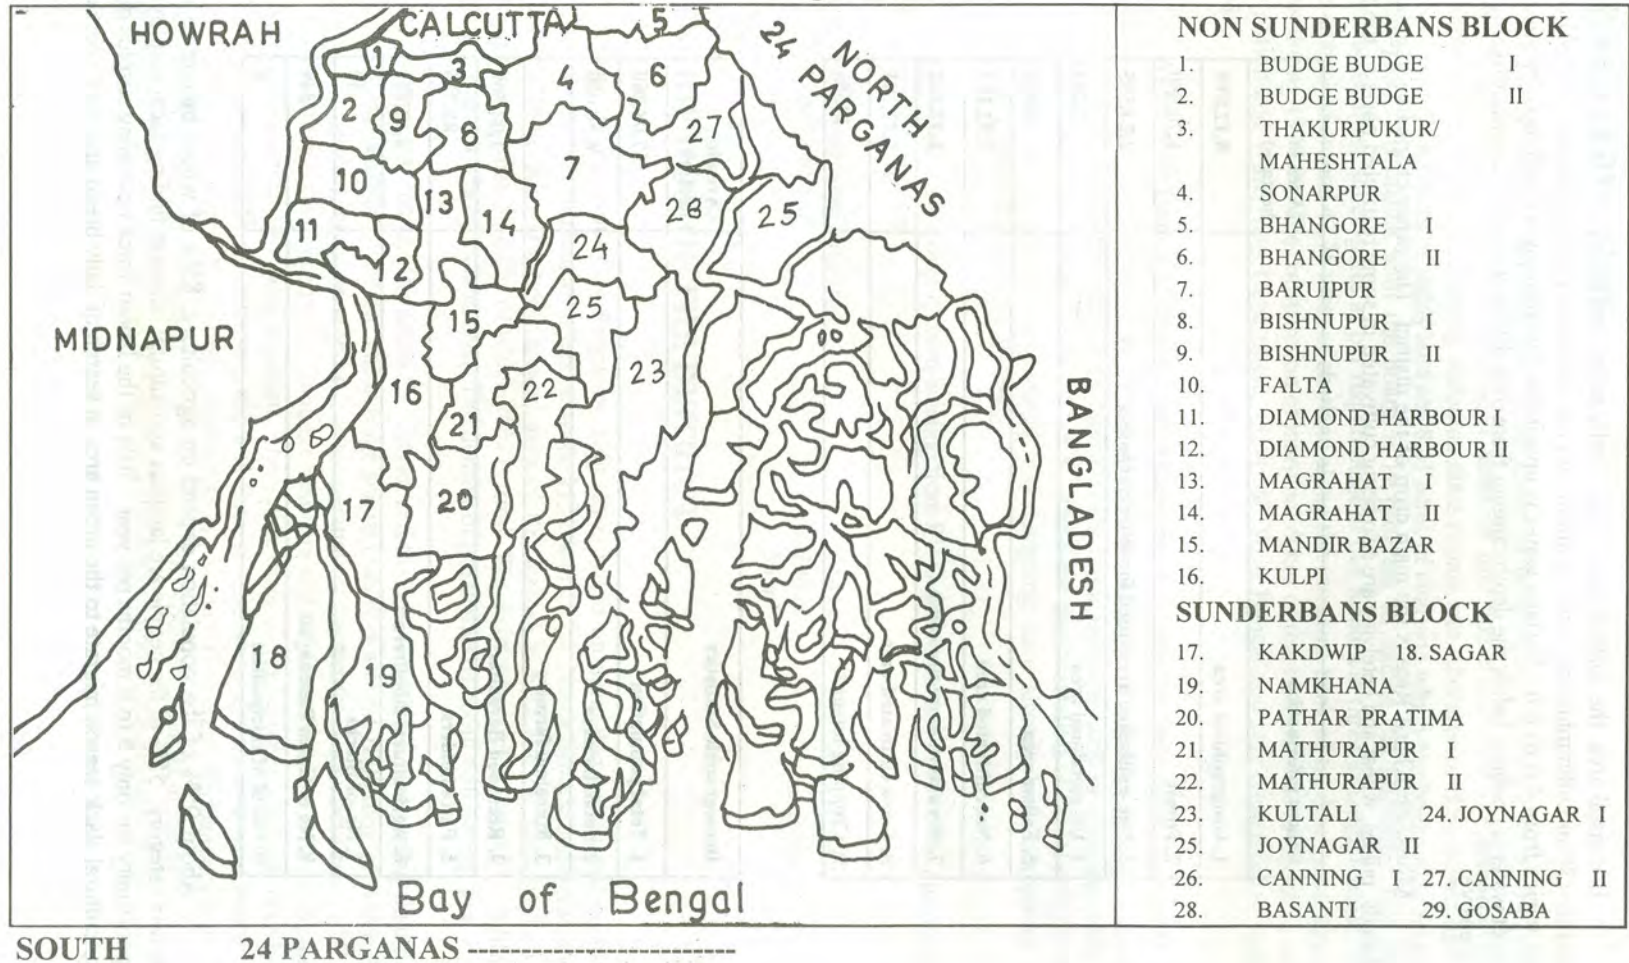 HOWRAH
CALCUTTA
5
24 PARGANAS
NORTH
1
3
4
6
2
9
6
27
7
10
13
14
26
25
11
24
12
25
15
MIDNAPUR
23
16
22
21
BANGLADESH
17
20
18
19
Bay of Bengal
NON SUNDERBANS BLOCK
1. BUDGE BUDGE I
2. BUDGE BUDGE II
3. THAKURPUKUR/
MAHESHTALA
4. SONARPUR
5. BHANGORE I
6. BHANGORE II
7. BARUIPUR
8. BISHNUPUR I
9. BISHNUPUR II
10. FALTA
11. DIAMOND HARBOUR I
12. DIAMOND HARBOUR II
13. MAGRAHAT I
14. MAGRAHAT II
15. MANDIR BAZAR
16. KULPI
SUNDERBANS BLOCK
17. KAKDWIP 18. SAGAR
19. NAMKHANA
20. PATHAR PRATIMA
21. MATHURAPUR I
22. MATHURAPUR II
23. KULTALI 24. JOYNAGAR I
25. JOYNAGAR II
26. CANNING I 27. CANNING II
28. BASANTI 29. GOSABA
SOUTH 24 PARGANAS -------------------------